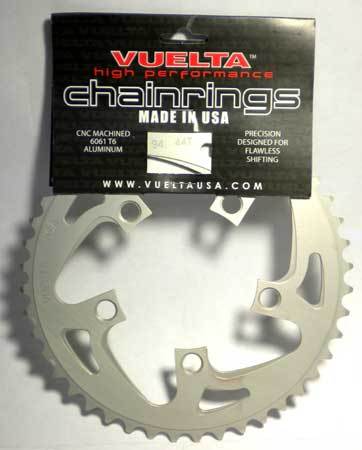 VUELTA™
high performance
chainrings
MADE IN USA
CNC MACHINED
6061 T6
ALUMINUM
94 44T
PRECISION
DESIGNED FOR
FLAWLESS
SHIFTING
WWW.VUELTAUSA.COM